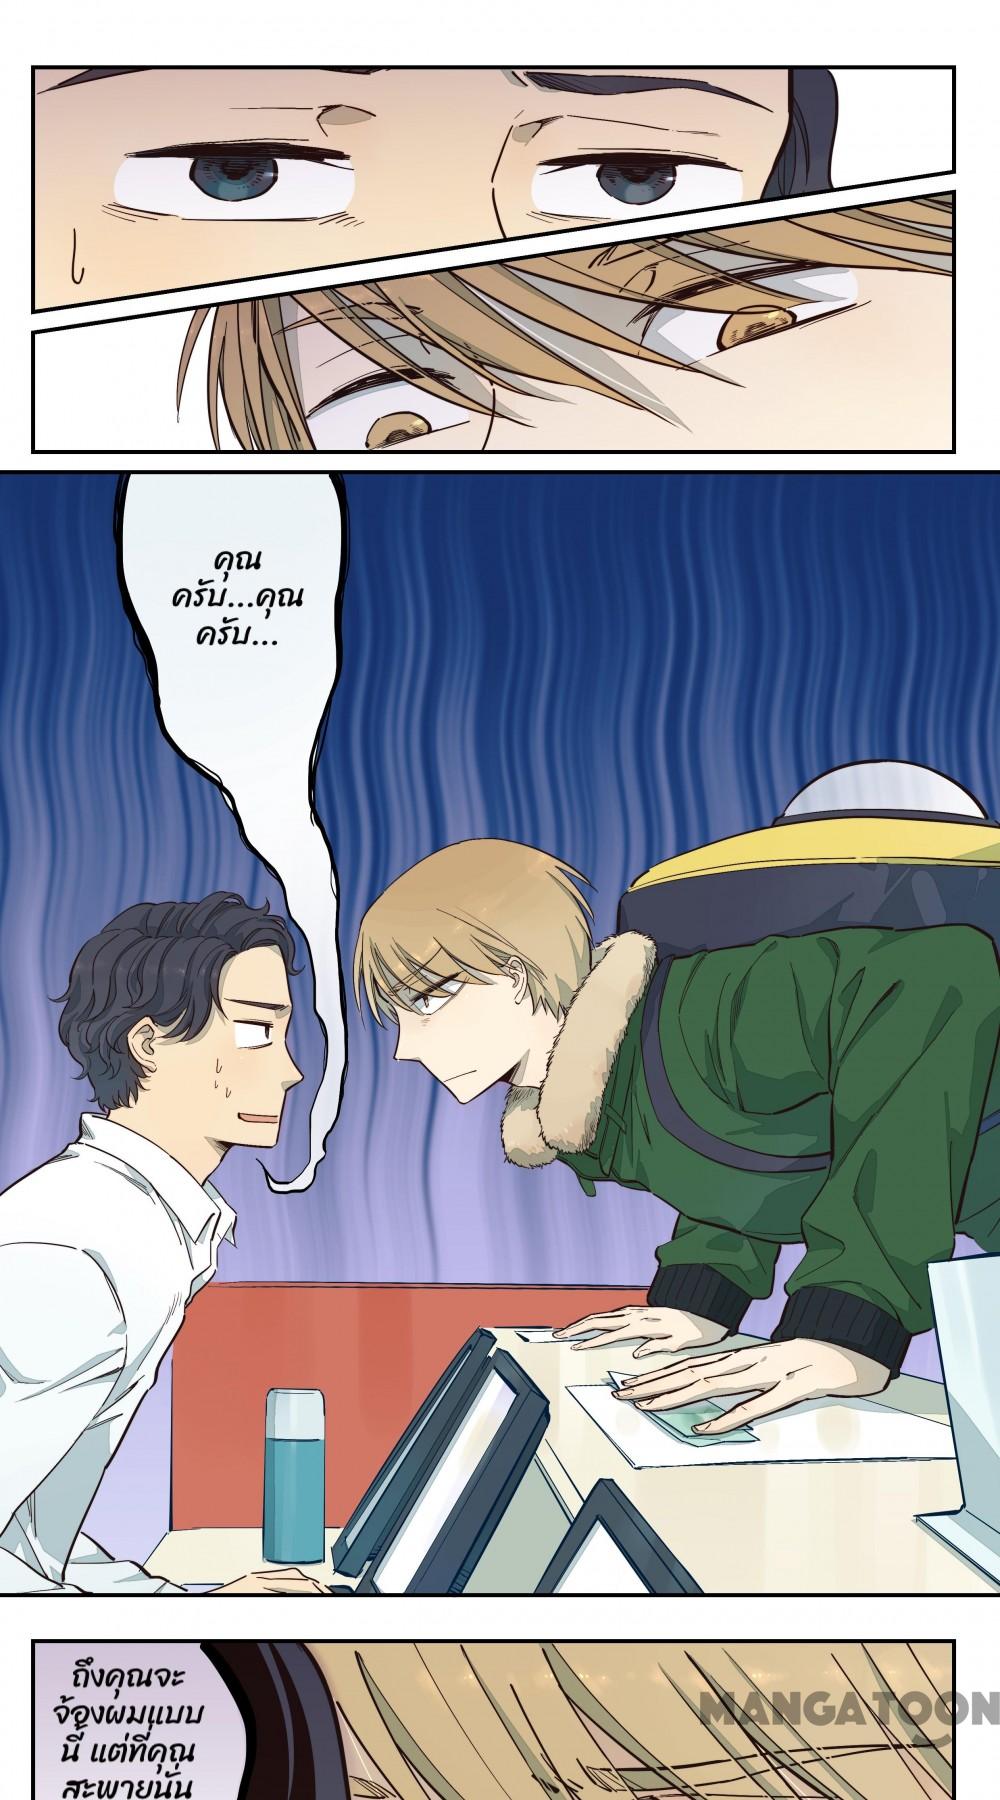 คุณ
ครับ...คุณ
ครับ...
ถึงคุณจะ
จ้องผมแบบ
นี้ แต่ที่คุณ
สะพายนั่น
MANGATOON